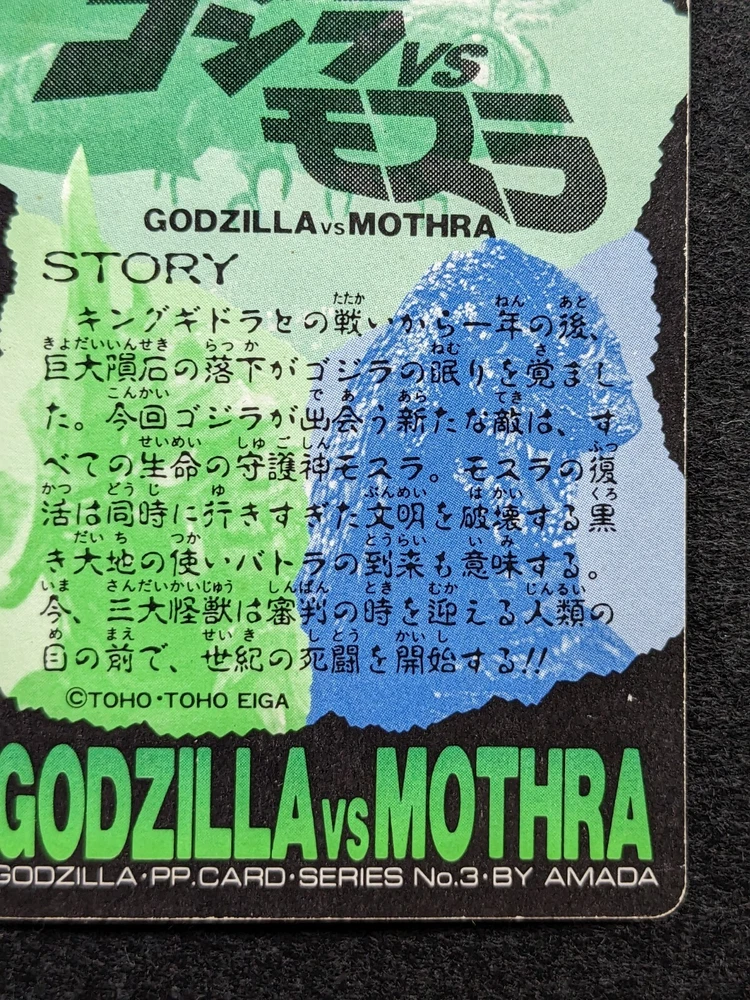 ゴジラVS
モスラ
GODZILLA VS MOTHRA
STORY
キングギドラとの戦いから一年の後、
巨大隕石の落下がゴジラの眠りを覚まし
た。今回ゴジラが出会う新たな敵は、す
べての生命の守護神モスラ。モスラの復
活は同時に行きすぎた文明を破壊する黒
き大地の使いバトラの到来も意味する。
今、三大怪獣は審判の時を迎える人類の
目の前で、世紀の死闘を開始する!!
©TOHO・TOHO EIGA
GODZILLA VS MOTHRA
GODZILLA・PP.CARD・SERIES No.3・BY AMADA